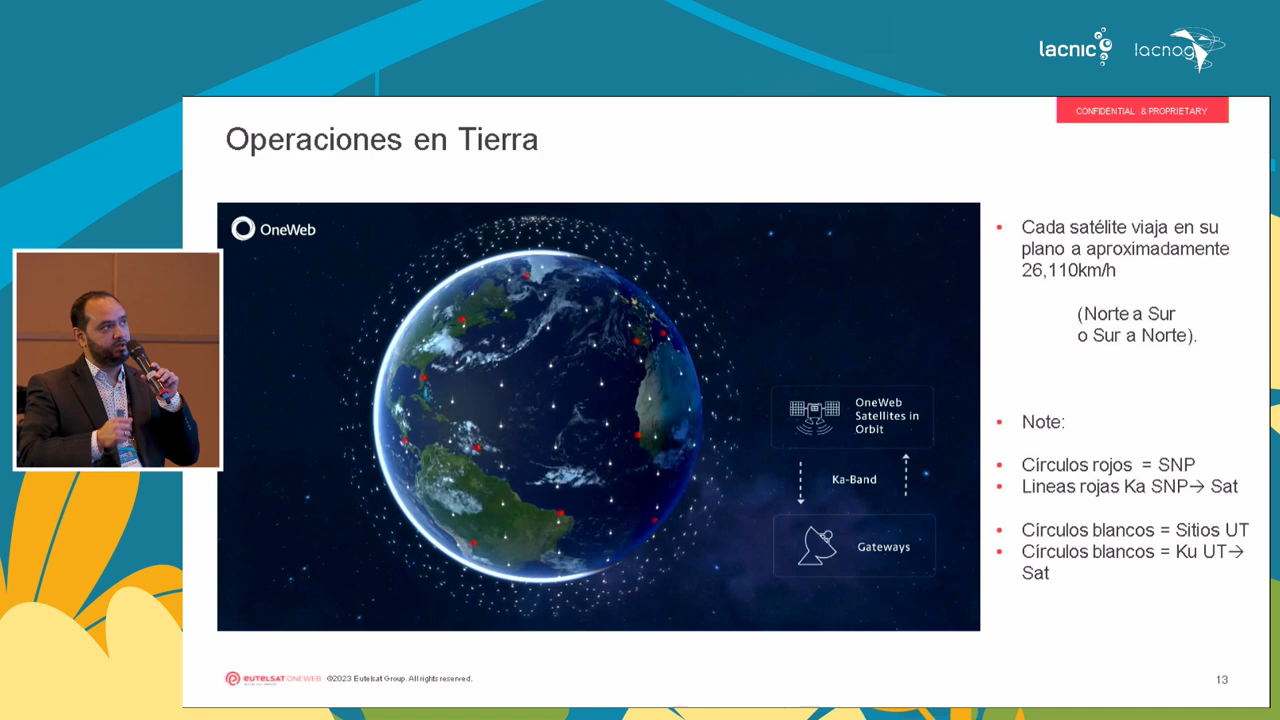 lacnic
lacnog
CONFIDENTIAL & PROPRIETARY
Operaciones en Tierra
OneWeb
OneWeb
Satellites in
Orbit
Ka-Band
Gateways
• Cada satélite viaja en su
plano a aproximadamente
26,110km/h
(Norte a Sur
o Sur a Norte).
• Note:
• Círculos rojos = SNP
• Lineas rojas Ka SNP→ Sat
• Círculos blancos = Sitios UT
• Círculos blancos = Ku UT→
Sat
eutelsat ONEWEB
©2023 Eutelsat Group. All rights reserved.
13